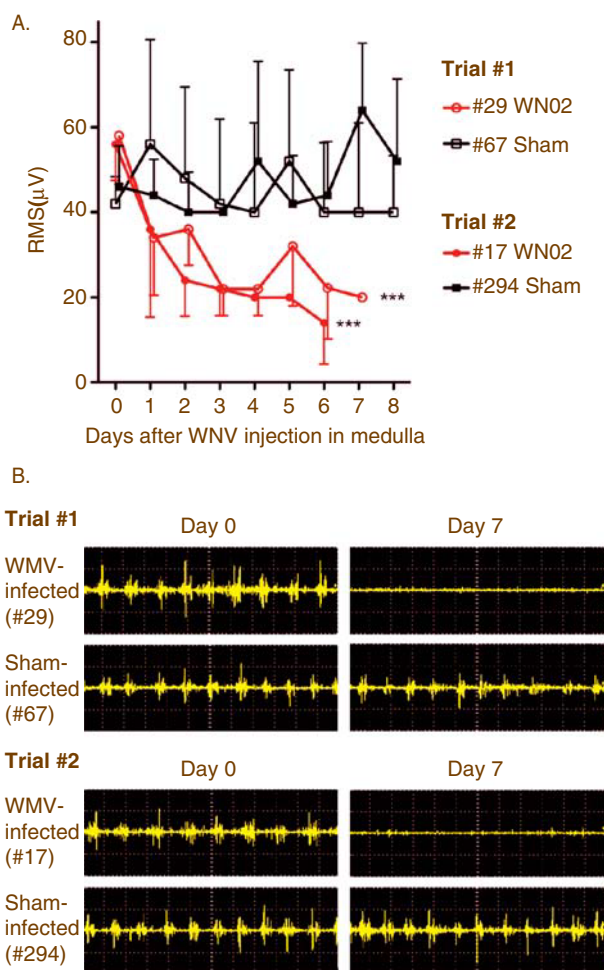 A.
80
60
40
20
0
RMS(μV)
0 1 2 3 4 5 6 7 8
Days after WNV injection in medulla
***
***
Trial #1
#29 WN02
#67 Sham
Trial #2
#17 WN02
#294 Sham
B.
Trial #1
Day 0 Day 7
WMV-
infected
(#29)
Sham-
infected
(#67)
Trial #2
Day 0 Day 7
WMV-
infected
(#17)
Sham-
infected
(#294)